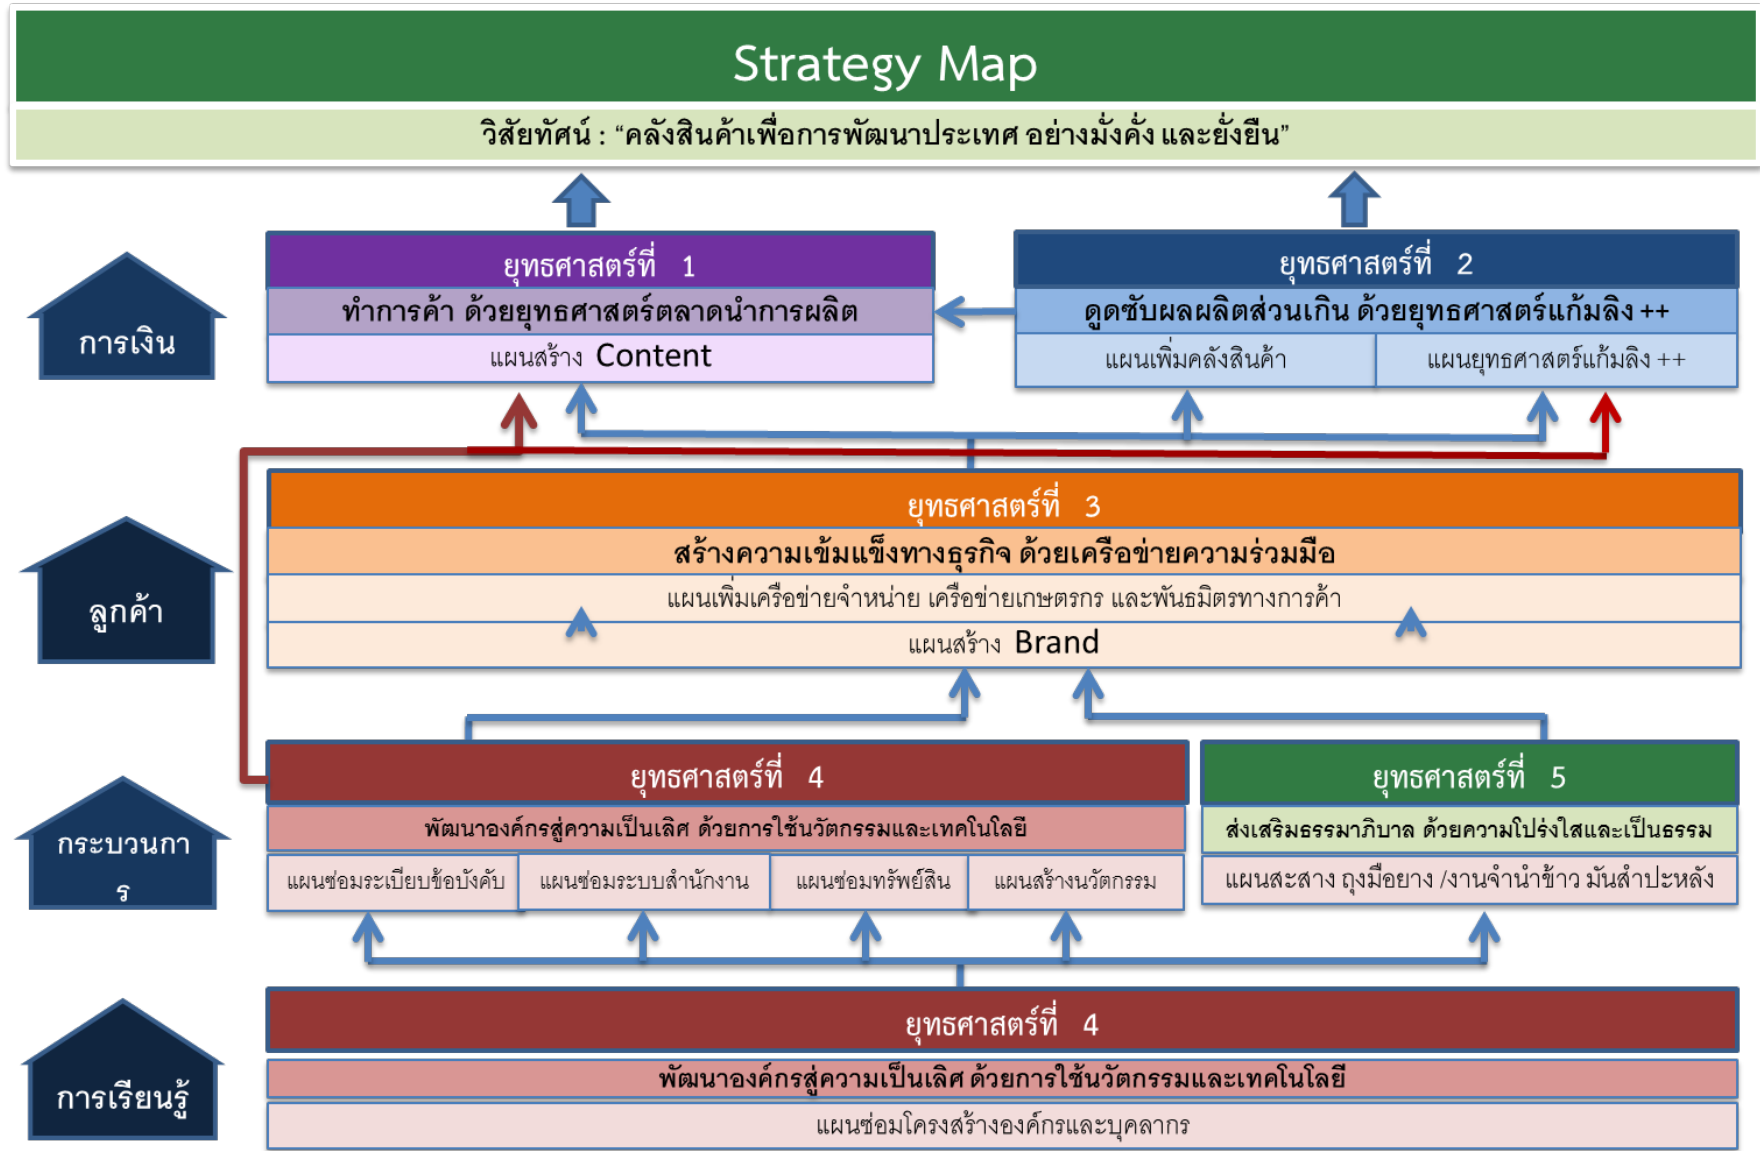 Strategy Map
วิสัยทัศน์ : “คลังสินค้าเพื่อการพัฒนาประเทศ อย่างมั่งคั่ง และยั่งยืน”
การเงิน
ยุทธศาสตร์ที่ 1
ทำการค้า ด้วยยุทธศาสตร์ตลาดนำการผลิต
แผนสร้าง Content
ยุทธศาสตร์ที่ 2
ดูดซับผลผลิตส่วนเกิน ด้วยยุทธศาสตร์แก้มลิง ++
แผนเพิ่มคลังสินค้า
แผนยุทธศาสตร์แก้มลิง ++
ลูกค้า
ยุทธศาสตร์ที่ 3
สร้างความเข้มแข็งทางธุรกิจ ด้วยเครือข่ายความร่วมมือ
แผนเพิ่มเครือข่ายจำหน่าย เครือข่ายเกษตรกร และพันธมิตรทางการค้า
แผนสร้าง Brand
กระบวนกา
ร
ยุทธศาสตร์ที่ 4
พัฒนาองค์กรสู่ความเป็นเลิศ ด้วยการใช้นวัตกรรมและเทคโนโลยี
แผนซ่อมระเบียบข้อบังคับ
แผนซ่อมระบบสำนักงาน
แผนซ่อมทรัพย์สิน
แผนสร้างนวัตกรรม
ยุทธศาสตร์ที่ 5
ส่งเสริมธรรมาภิบาล ด้วยความโปร่งใสและเป็นธรรม
แผนสะสาง ถุงมือยาง /งานจำนำข้าว มันสำปะหลัง
การเรียนรู้
ยุทธศาสตร์ที่ 4
พัฒนาองค์กรสู่ความเป็นเลิศ ด้วยการใช้นวัตกรรมและเทคโนโลยี
แผนซ่อมโครงสร้างองค์กรและบุคลากร